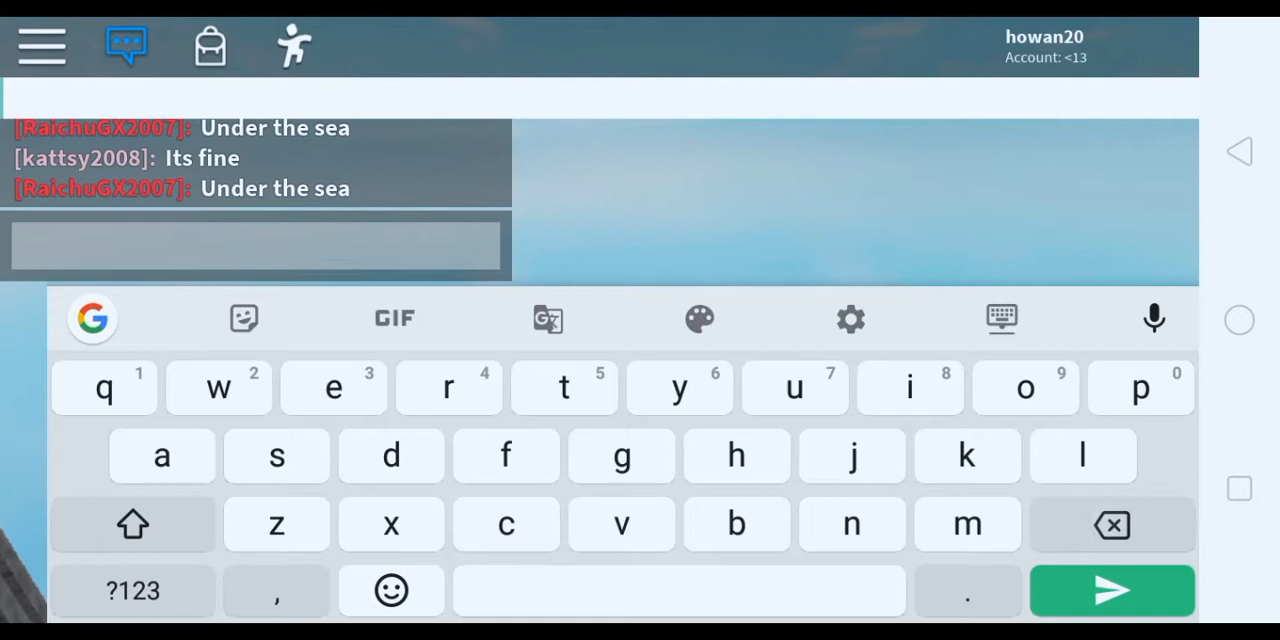 howan20
Account: <13
[RaichuGX2007]: Under the sea
[kattsy2008]: Its fine
[RaichuGX2007]: Under the sea
G GIF G
q 1 w 2 e 3 r 4 t 5 y 6 u 7 i 8 o 9 p 0
a s d f g h j k l
z x c v b n m
?123 , .